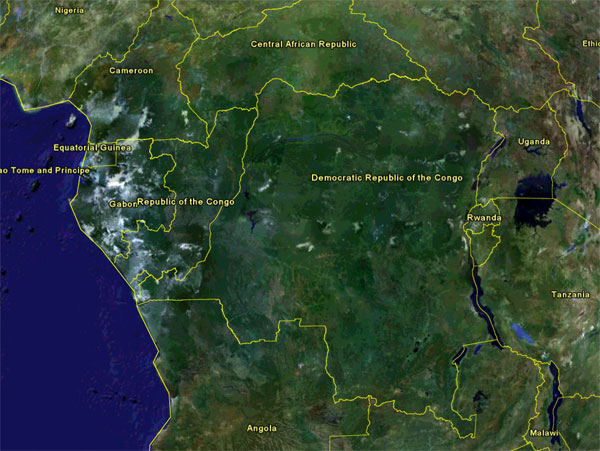 Nigeria
Central African Republic
Ethi
Cameroon
Uganda
Equatorial Guinea
ao Tome and Principe
Democratic Republic of the Congo
Gabon
Republic of the Congo
Rwanda
Tanzania
Angola
Malawi